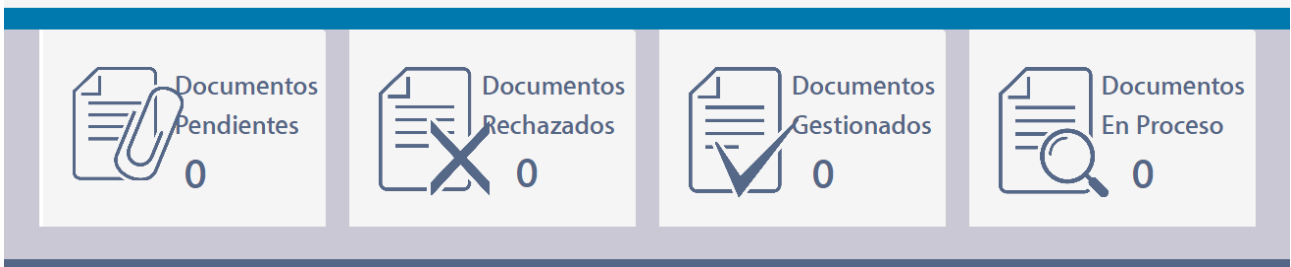 Documentos
Pendientes
0
Documentos
Rechazados
0
Documentos
Gestionados
0
Documentos
En Proceso
0